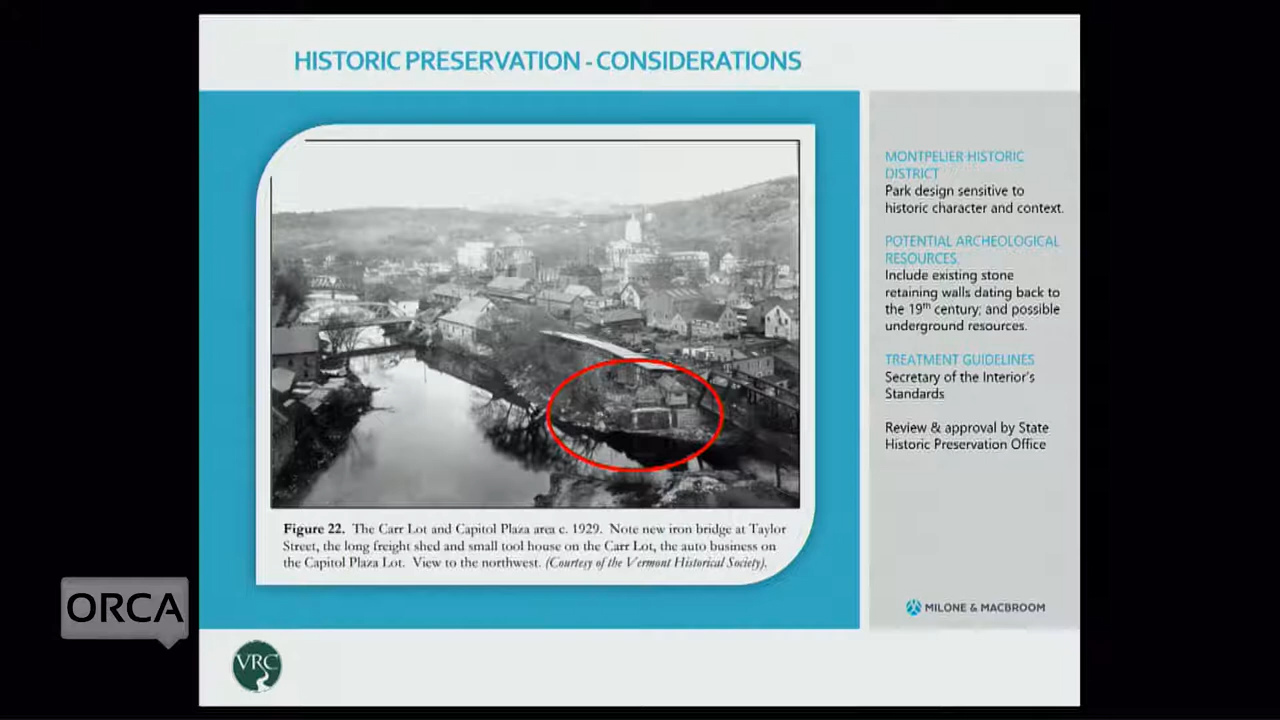 HISTORIC PRESERVATION - CONSIDERATIONS
MONTPELIER HISTORIC
DISTRICT
Park design sensitive to
historic character and context.
POTENTIAL ARCHEOLOGICAL
RESOURCES
Include existing stone
retaining walls dating back to
the 19th century; and possible
underground resources.
TREATMENT GUIDELINES
Secretary of the Interior's
Standards
Review & approval by State
Historic Preservation Office
Figure 22. The Carr Lot and Capitol Plaza area c. 1929. Note new iron bridge at Taylor
Street, the long freight shed and small tool house on the Carr Lot, the auto business on
the Capitol Plaza Lot. View to the northwest. (Courtesy of the Vermont Historical Society).
MILONE & MACBROOM
ORCA
VRC